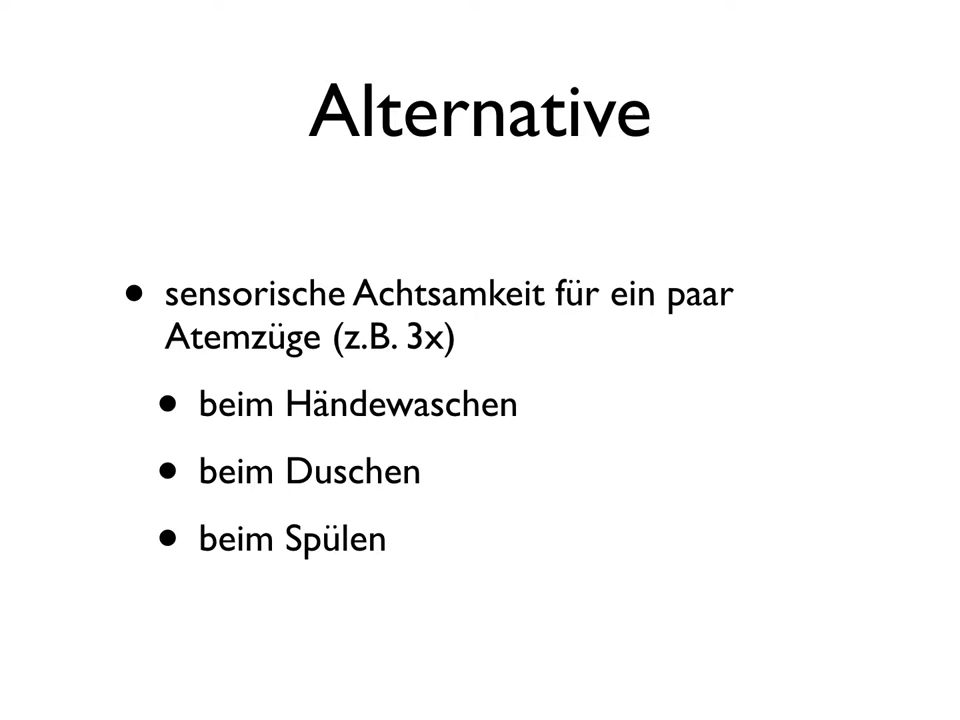 Alternative
• sensorische Achtsamkeit für ein paar
Atemzüge (z.B. 3x)
• beim Händewaschen
• beim Duschen
• beim Spülen